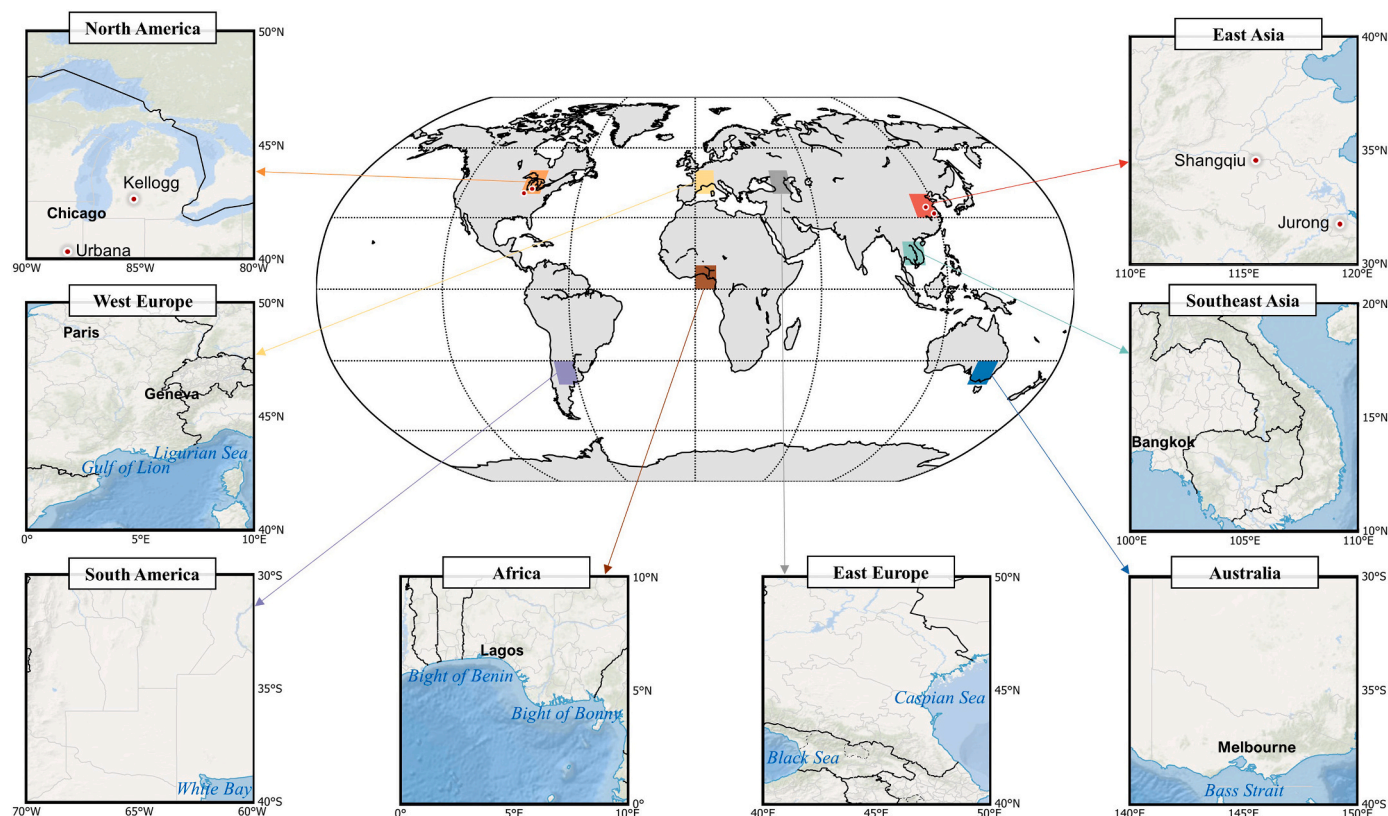 North America
50°N
45°N
Kellogg
Chicago
Urbana
40°N
90°W
85°W
80°W
East Asia
40°N
Shangqiu
35°N
Jurong
30°N
110°E
115°E
120°E
West Europe
50°N
Paris
Geneva
45°N
Ligurian Sea
Gulf of Lion
40°N
0°
5°E
10°E
Southeast Asia
20°N
15°N
Bangkok
10°N
100°E
105°E
110°E
South America
30°S
35°S
White Bay
40°S
70°W
65°W
60°W
Africa
10°N
Lagos
Bight of Benin
5°N
Bight of Bonny
0°
0°
5°E
10°E
East Europe
50°N
Caspian Sea
45°N
Black Sea
40°N
40°E
45°E
50°E
Australia
30°S
35°S
Melbourne
Bass Strait
40°S
140°E
145°E
150°E